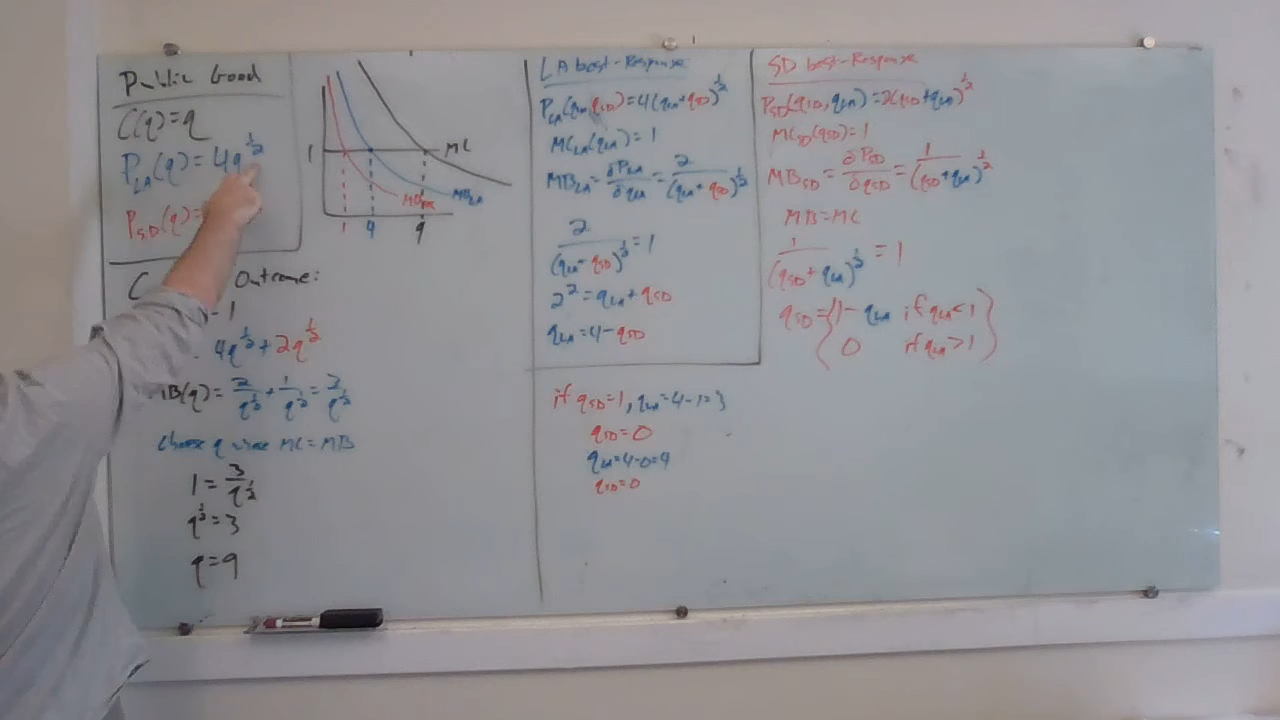 Public Good
C(q)=q
P_LA(q)=4q^½
P_SD(q)=
1
MC
MB_LA
1 4 9
C Outcome:
-1
4q^½+2q^½
MB(q)=2/q^½+1/q^½=3/q^½
Choose q where MC=MB
1=3/q^½
q^½=3
q=9
LA best-Response
P_LA(q_LA,q_SD)=4(q_LA+q_SD)^½
MC_LA(q_LA)=1
MB_LA=∂P_LA/∂q_LA=2/(q_LA+q_SD)^½
2/(q_LA+q_SD)^½=1
2²=q_LA+q_SD
q_LA=4-q_SD
if q_SD=1, q_LA=4-1=3
q_SD=0
q_LA=4-0=4
q_SD=0
SD best-Response
P_SD(q_SD,q_LA)=2(q_SD+q_LA)^½
MC_SD(q_SD)=1
MB_SD=∂P_SD/∂q_SD=1/(q_SD+q_LA)^½
MB=MC
1/(q_SD+q_LA)^½=1
q_SD={1-q_LA if q_LA<1
0 if q_LA>1}